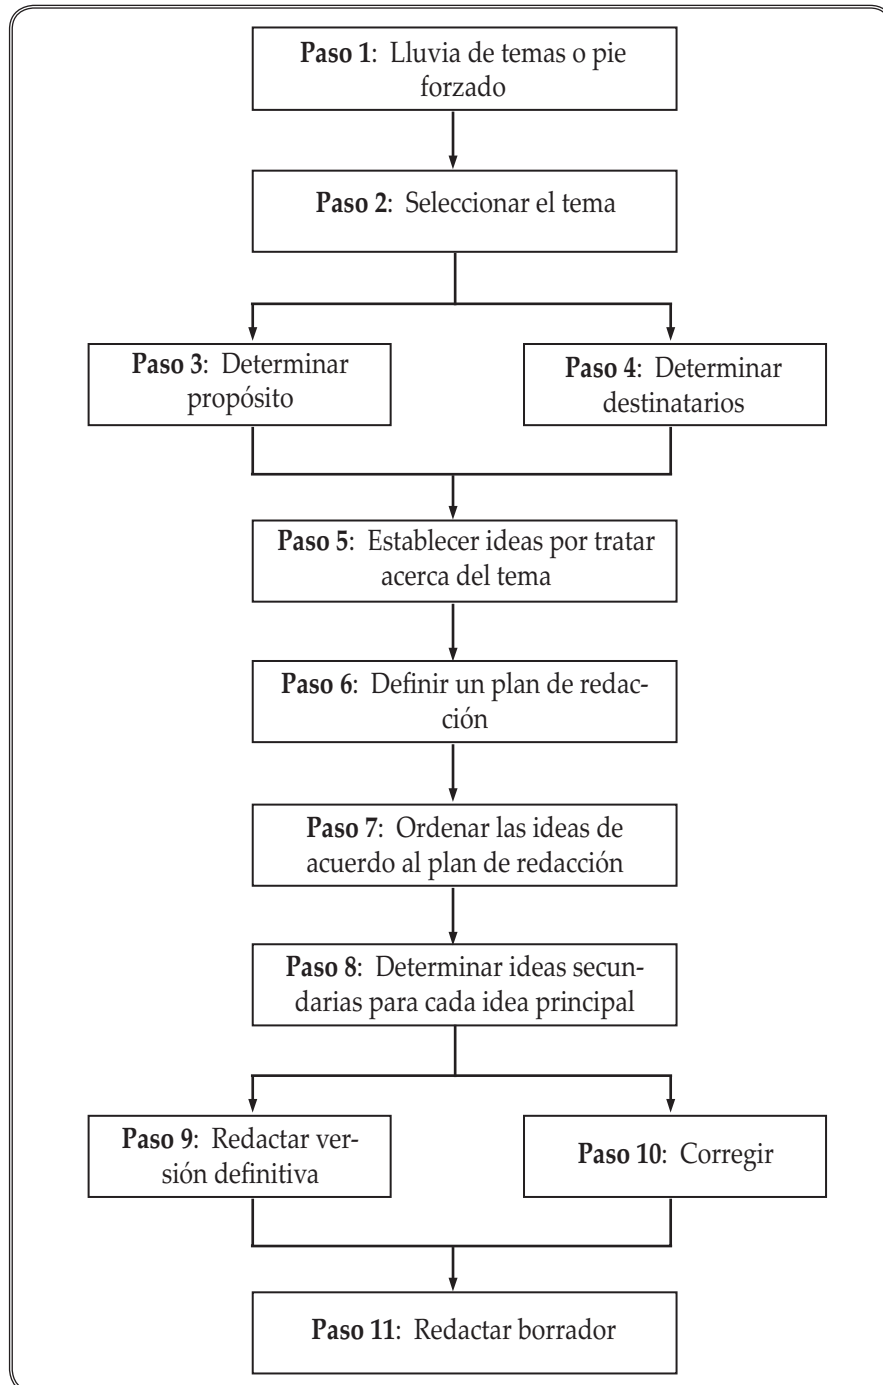 Paso 1: Lluvia de temas o pie
forzado
Paso 2: Seleccionar el tema
Paso 3: Determinar
propósito
Paso 4: Determinar
destinatarios
Paso 5: Establecer ideas por tratar
acerca del tema
Paso 6: Definir un plan de redac-
ción
Paso 7: Ordenar las ideas de
acuerdo al plan de redacción
Paso 8: Determinar ideas secun-
darias para cada idea principal
Paso 9: Redactar ver-
sión definitiva
Paso 10: Corregir
Paso 11: Redactar borrador